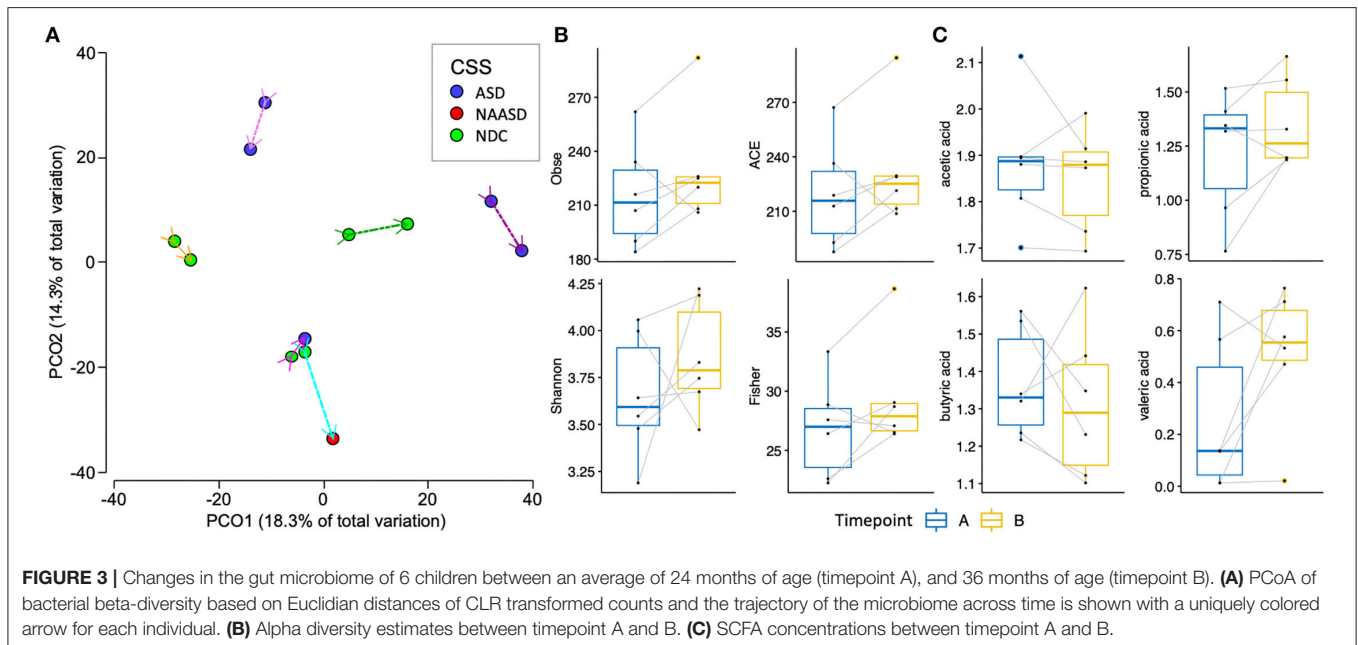 A
40
20
0
-20
-40
-20
0
20
40
PCO2 (14.3% of total variation)
PCO1 (18.3% of total variation)
CSS
ASD
NAASD
NDC
B
Obse
270
240
210
180
ACE
270
240
210
Shannon
4.25
4.00
3.75
3.50
3.25
Fisher
35
30
25
C
acetic acid
2.1
2.0
1.9
1.8
1.7
propionic acid
1.50
1.25
1.00
0.75
butyric acid
1.6
1.5
1.4
1.3
1.2
1.1
valeric acid
0.8
0.6
0.4
0.2
0.0
Timepoint A B
FIGURE 3 | Changes in the gut microbiome of 6 children between an average of 24 months of age (timepoint A), and 36 months of age (timepoint B). (A) PCoA of
bacterial beta-diversity based on Euclidian distances of CLR transformed counts and the trajectory of the microbiome across time is shown with a uniquely colored
arrow for each individual. (B) Alpha diversity estimates between timepoint A and B. (C) SCFA concentrations between timepoint A and B.